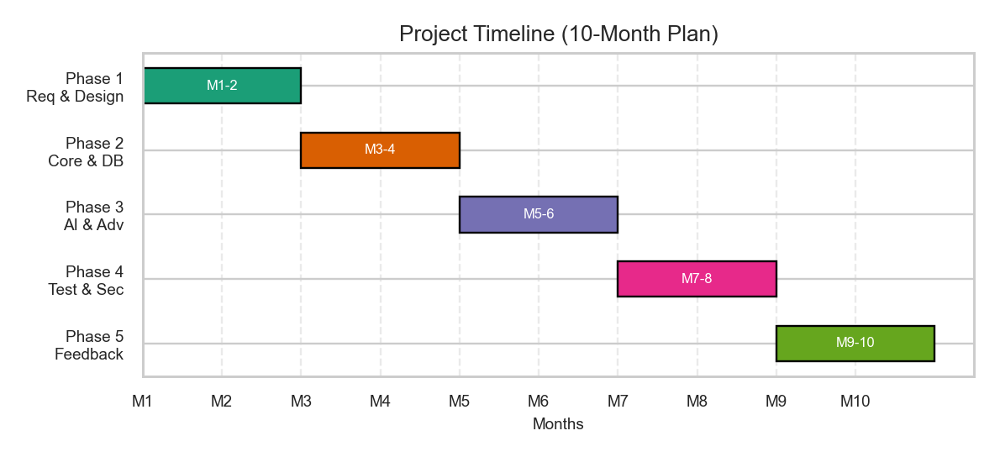 Project Timeline (10-Month Plan)
Phase 1
Req & Design
M1-2
Phase 2
Core & DB
M3-4
Phase 3
AI & Adv
M5-6
Phase 4
Test & Sec
M7-8
Phase 5
Feedback
M9-10
M1 M2 M3 M4 M5 M6 M7 M8 M9 M10
Months